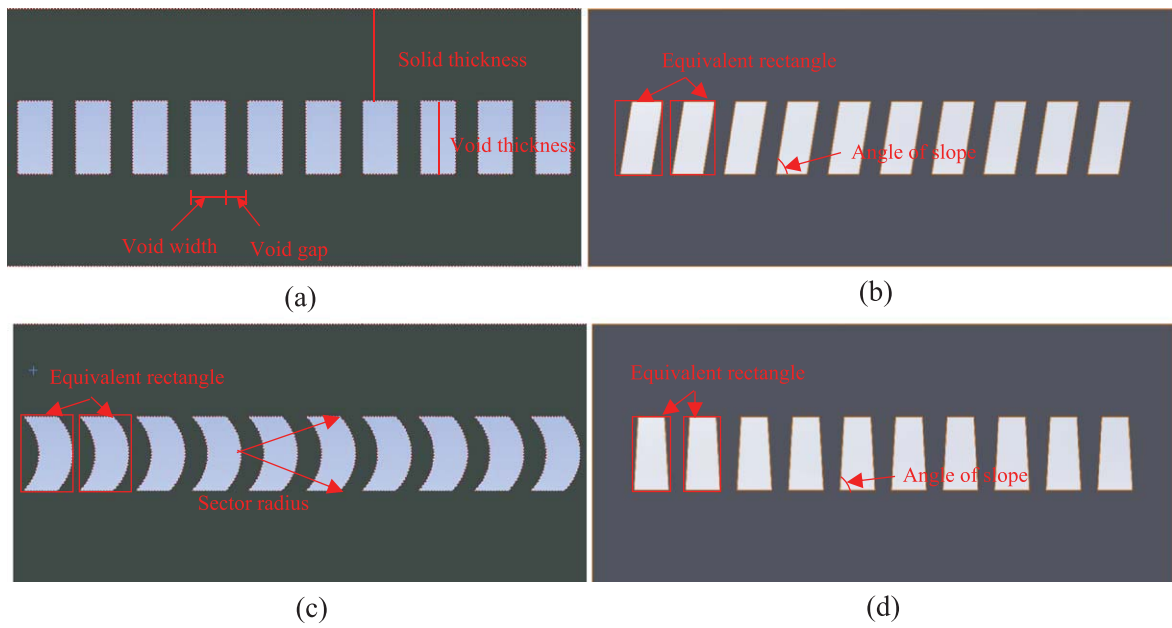 Solid thickness
Void thickness
Void width
Void gap
(a)
Equivalent rectangle
Angle of slope
(b)
Equivalent rectangle
Sector radius
(c)
Equivalent rectangle
Angle of slope
(d)